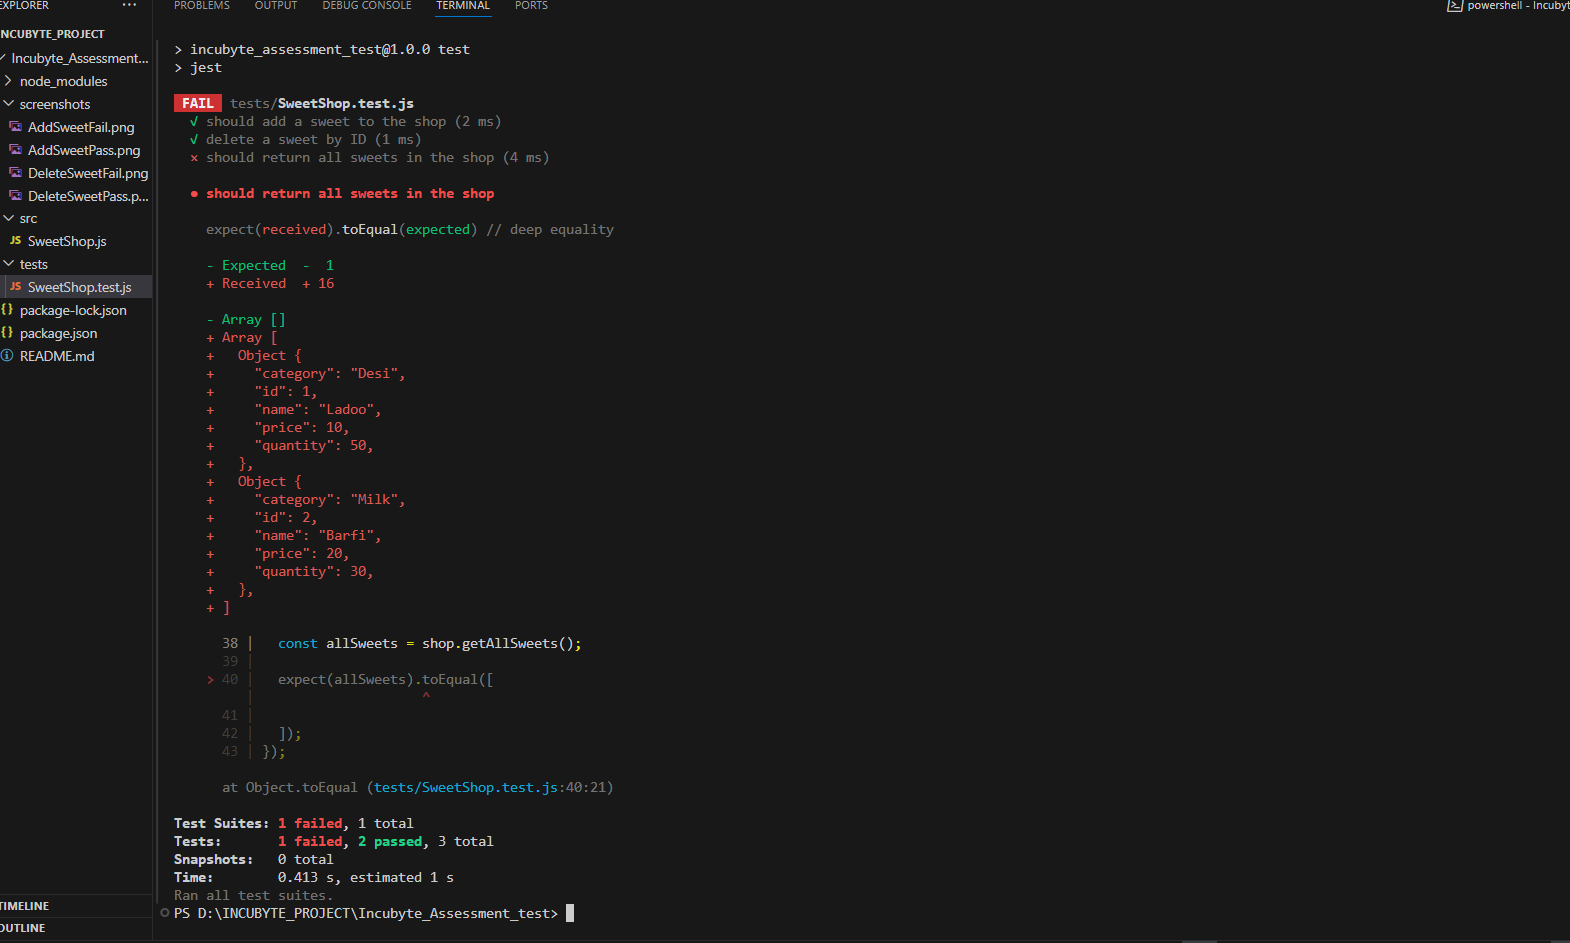 EXPLORER ···
INCUBYTE_PROJECT
Incubyte_Assessment...
node_modules
screenshots
AddSweetFail.png
AddSweetPass.png
DeleteSweetFail.png
DeleteSweetPass.p...
src
JS SweetShop.js
tests
JS SweetShop.test.js
{} package-lock.json
{} package.json
README.md
TIMELINE
OUTLINE
PROBLEMS OUTPUT DEBUG CONSOLE TERMINAL PORTS
powershell - Incubyt
> incubyte_assessment_test@1.0.0 test
> jest
FAIL tests/SweetShop.test.js
√ should add a sweet to the shop (2 ms)
√ delete a sweet by ID (1 ms)
× should return all sweets in the shop (4 ms)
● should return all sweets in the shop
expect(received).toEqual(expected) // deep equality
- Expected  -  1
+ Received  + 16
- Array []
+ Array [
+   Object {
+     "category": "Desi",
+     "id": 1,
+     "name": "Ladoo",
+     "price": 10,
+     "quantity": 50,
+   },
+   Object {
+     "category": "Milk",
+     "id": 2,
+     "name": "Barfi",
+     "price": 20,
+     "quantity": 30,
+   },
+ ]
38 |   const allSweets = shop.getAllSweets();
39 |
> 40 |   expect(allSweets).toEqual([
|                     ^
41 |
42 |   ]);
43 | });
at Object.toEqual (tests/SweetShop.test.js:40:21)
Test Suites: 1 failed, 1 total
Tests:       1 failed, 2 passed, 3 total
Snapshots:   0 total
Time:        0.413 s, estimated 1 s
Ran all test suites.
PS D:\INCUBYTE_PROJECT\Incubyte_Assessment_test>